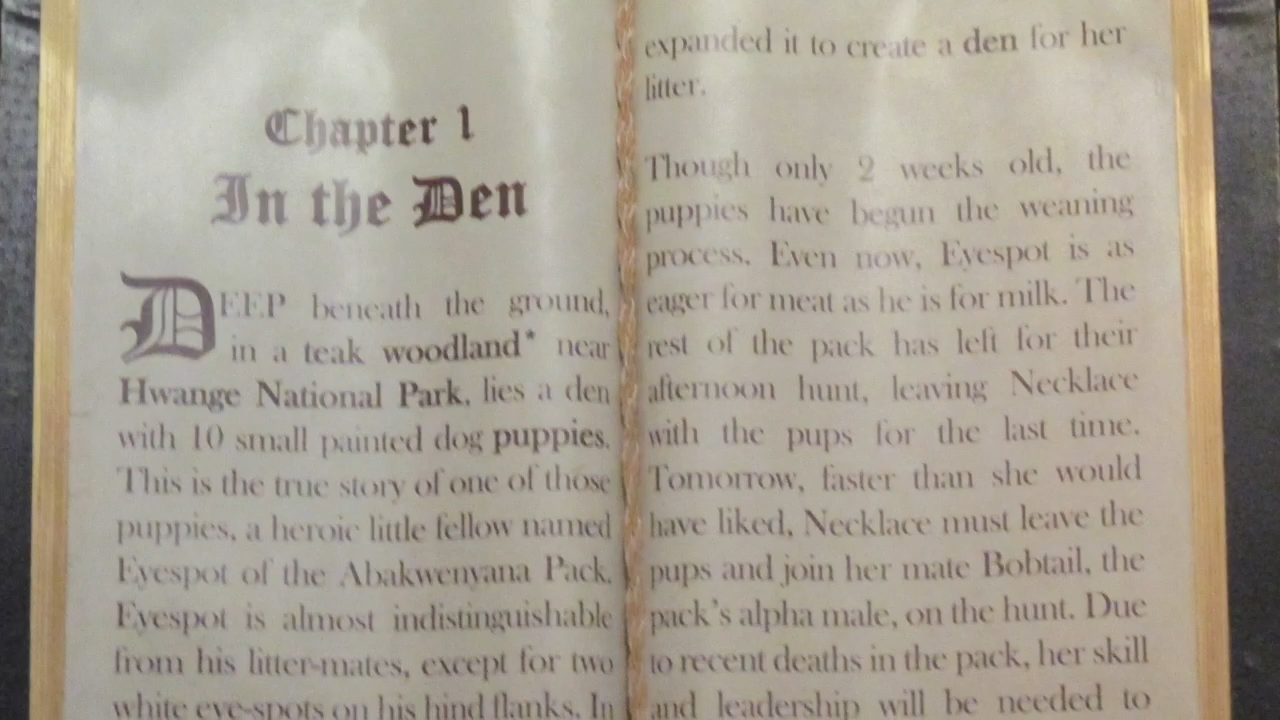 Chapter 1
In the Den
DEEP beneath the ground,
in a teak woodland* near
Hwange National Park, lies a den
with 10 small painted dog puppies.
This is the true story of one of those
puppies, a heroic little fellow named
Eyespot of the Abakwenyana Pack.
Eyespot is almost indistinguishable
from his litter-mates, except for two
white eye-spots on his hind flanks. In
expanded it to create a den for her
litter.
Though only 2 weeks old, the
puppies have begun the weaning
process. Even now, Eyespot is as
eager for meat as he is for milk. The
rest of the pack has left for their
afternoon hunt, leaving Necklace
with the pups for the last time.
Tomorrow, faster than she would
have liked, Necklace must leave the
pups and join her mate Bobtail, the
pack's alpha male, on the hunt. Due
to recent deaths in the pack, her skill
and leadership will be needed to